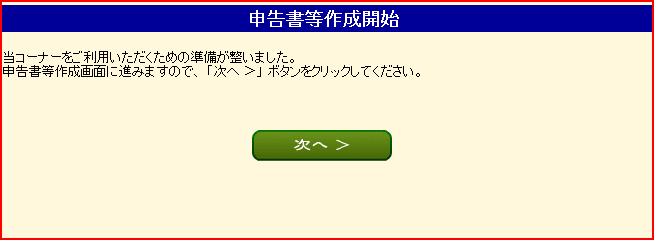 申告書等作成開始
当コーナーをご利用いただくための準備が整いました。
申告書等作成画面に進みますので、「次へ ＞」ボタンをクリックしてください。
次へ ＞